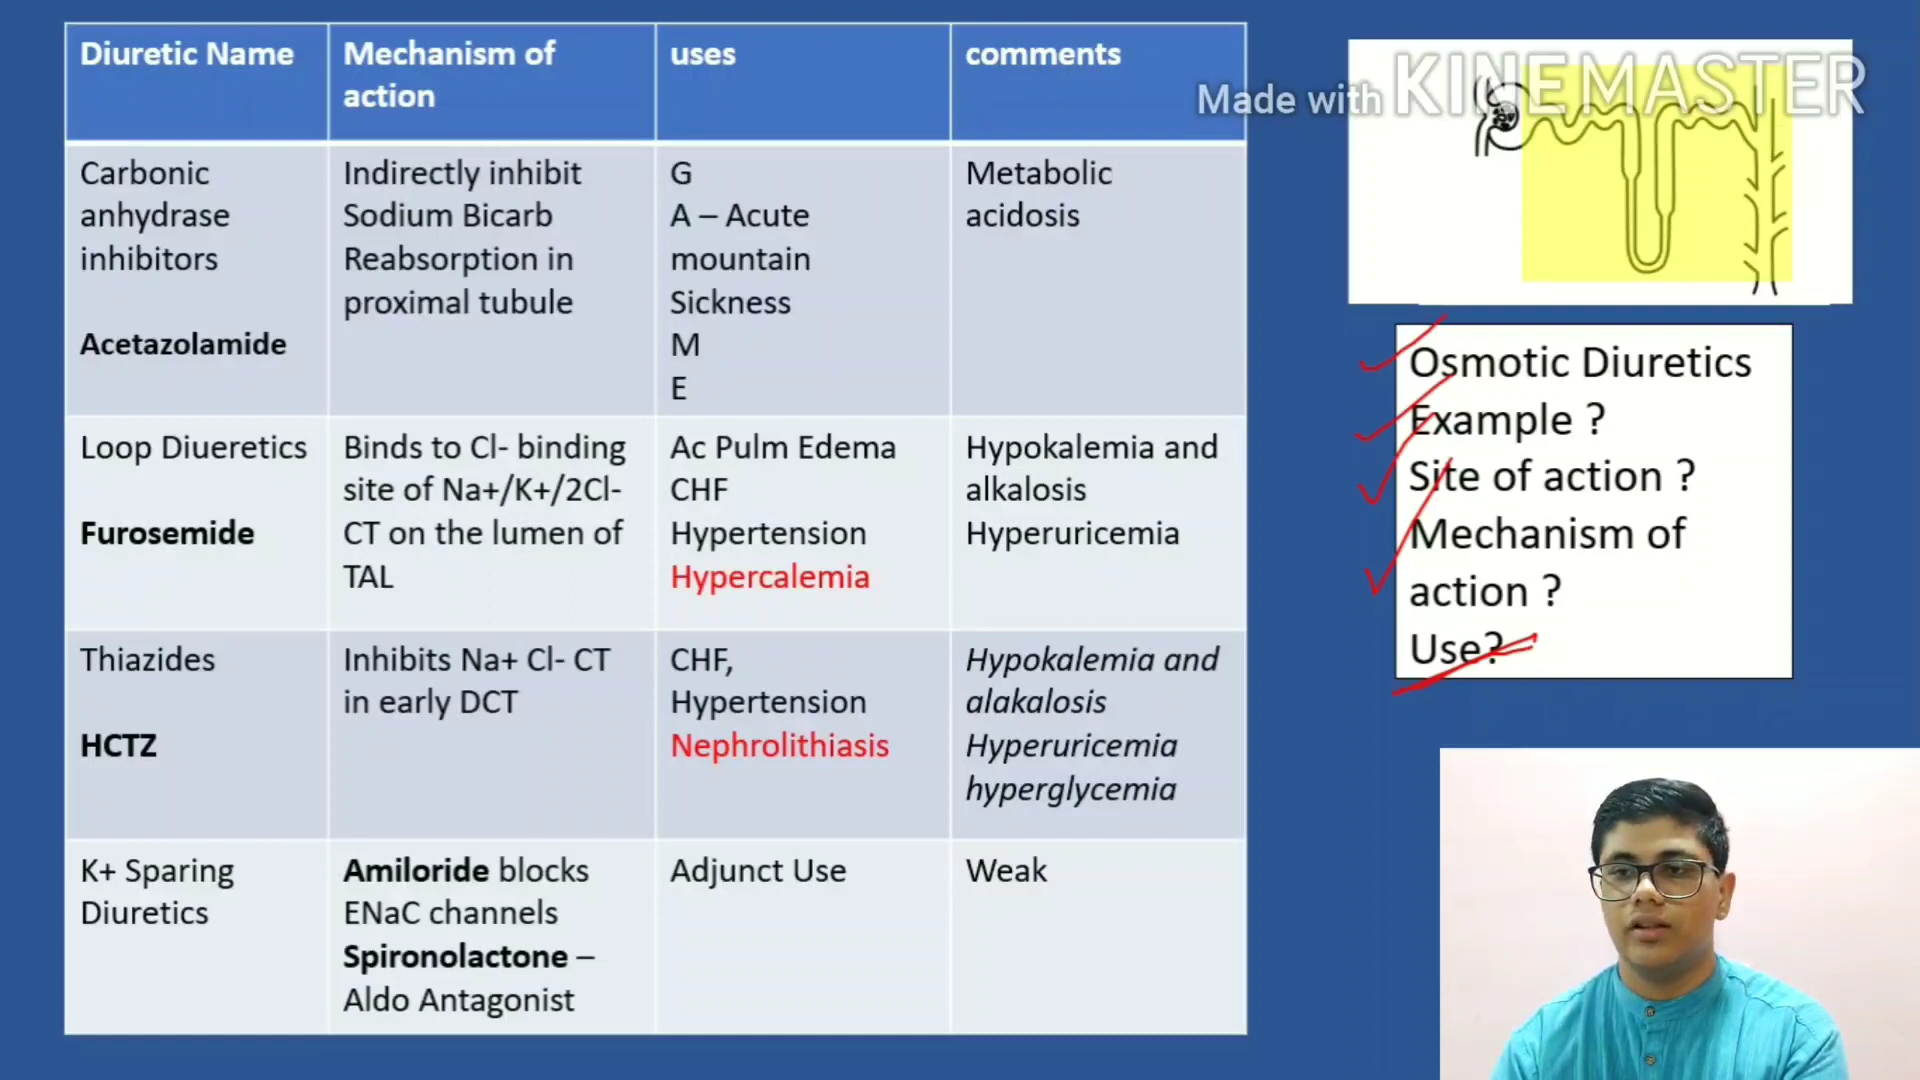 Diuretic Name
Mechanism of
action
uses
comments
Carbonic
anhydrase
inhibitors
Acetazolamide
Indirectly inhibit
Sodium Bicarb
Reabsorption in
proximal tubule
G
A – Acute
mountain
Sickness
M
E
Metabolic
acidosis
Loop Diueretics
Furosemide
Binds to Cl- binding
site of Na+/K+/2Cl-
CT on the lumen of
TAL
Ac Pulm Edema
CHF
Hypertension
Hypercalemia
Hypokalemia and
alkalosis
Hyperuricemia
Thiazides
HCTZ
Inhibits Na+ Cl- CT
in early DCT
CHF,
Hypertension
Nephrolithiasis
Hypokalemia and
alakalosis
Hyperuricemia
hyperglycemia
K+ Sparing
Diuretics
Amiloride blocks
ENaC channels
Spironolactone –
Aldo Antagonist
Adjunct Use
Weak
Made with KINEMASTER
Osmotic Diuretics
Example ?
Site of action ?
Mechanism of
action ?
Use?